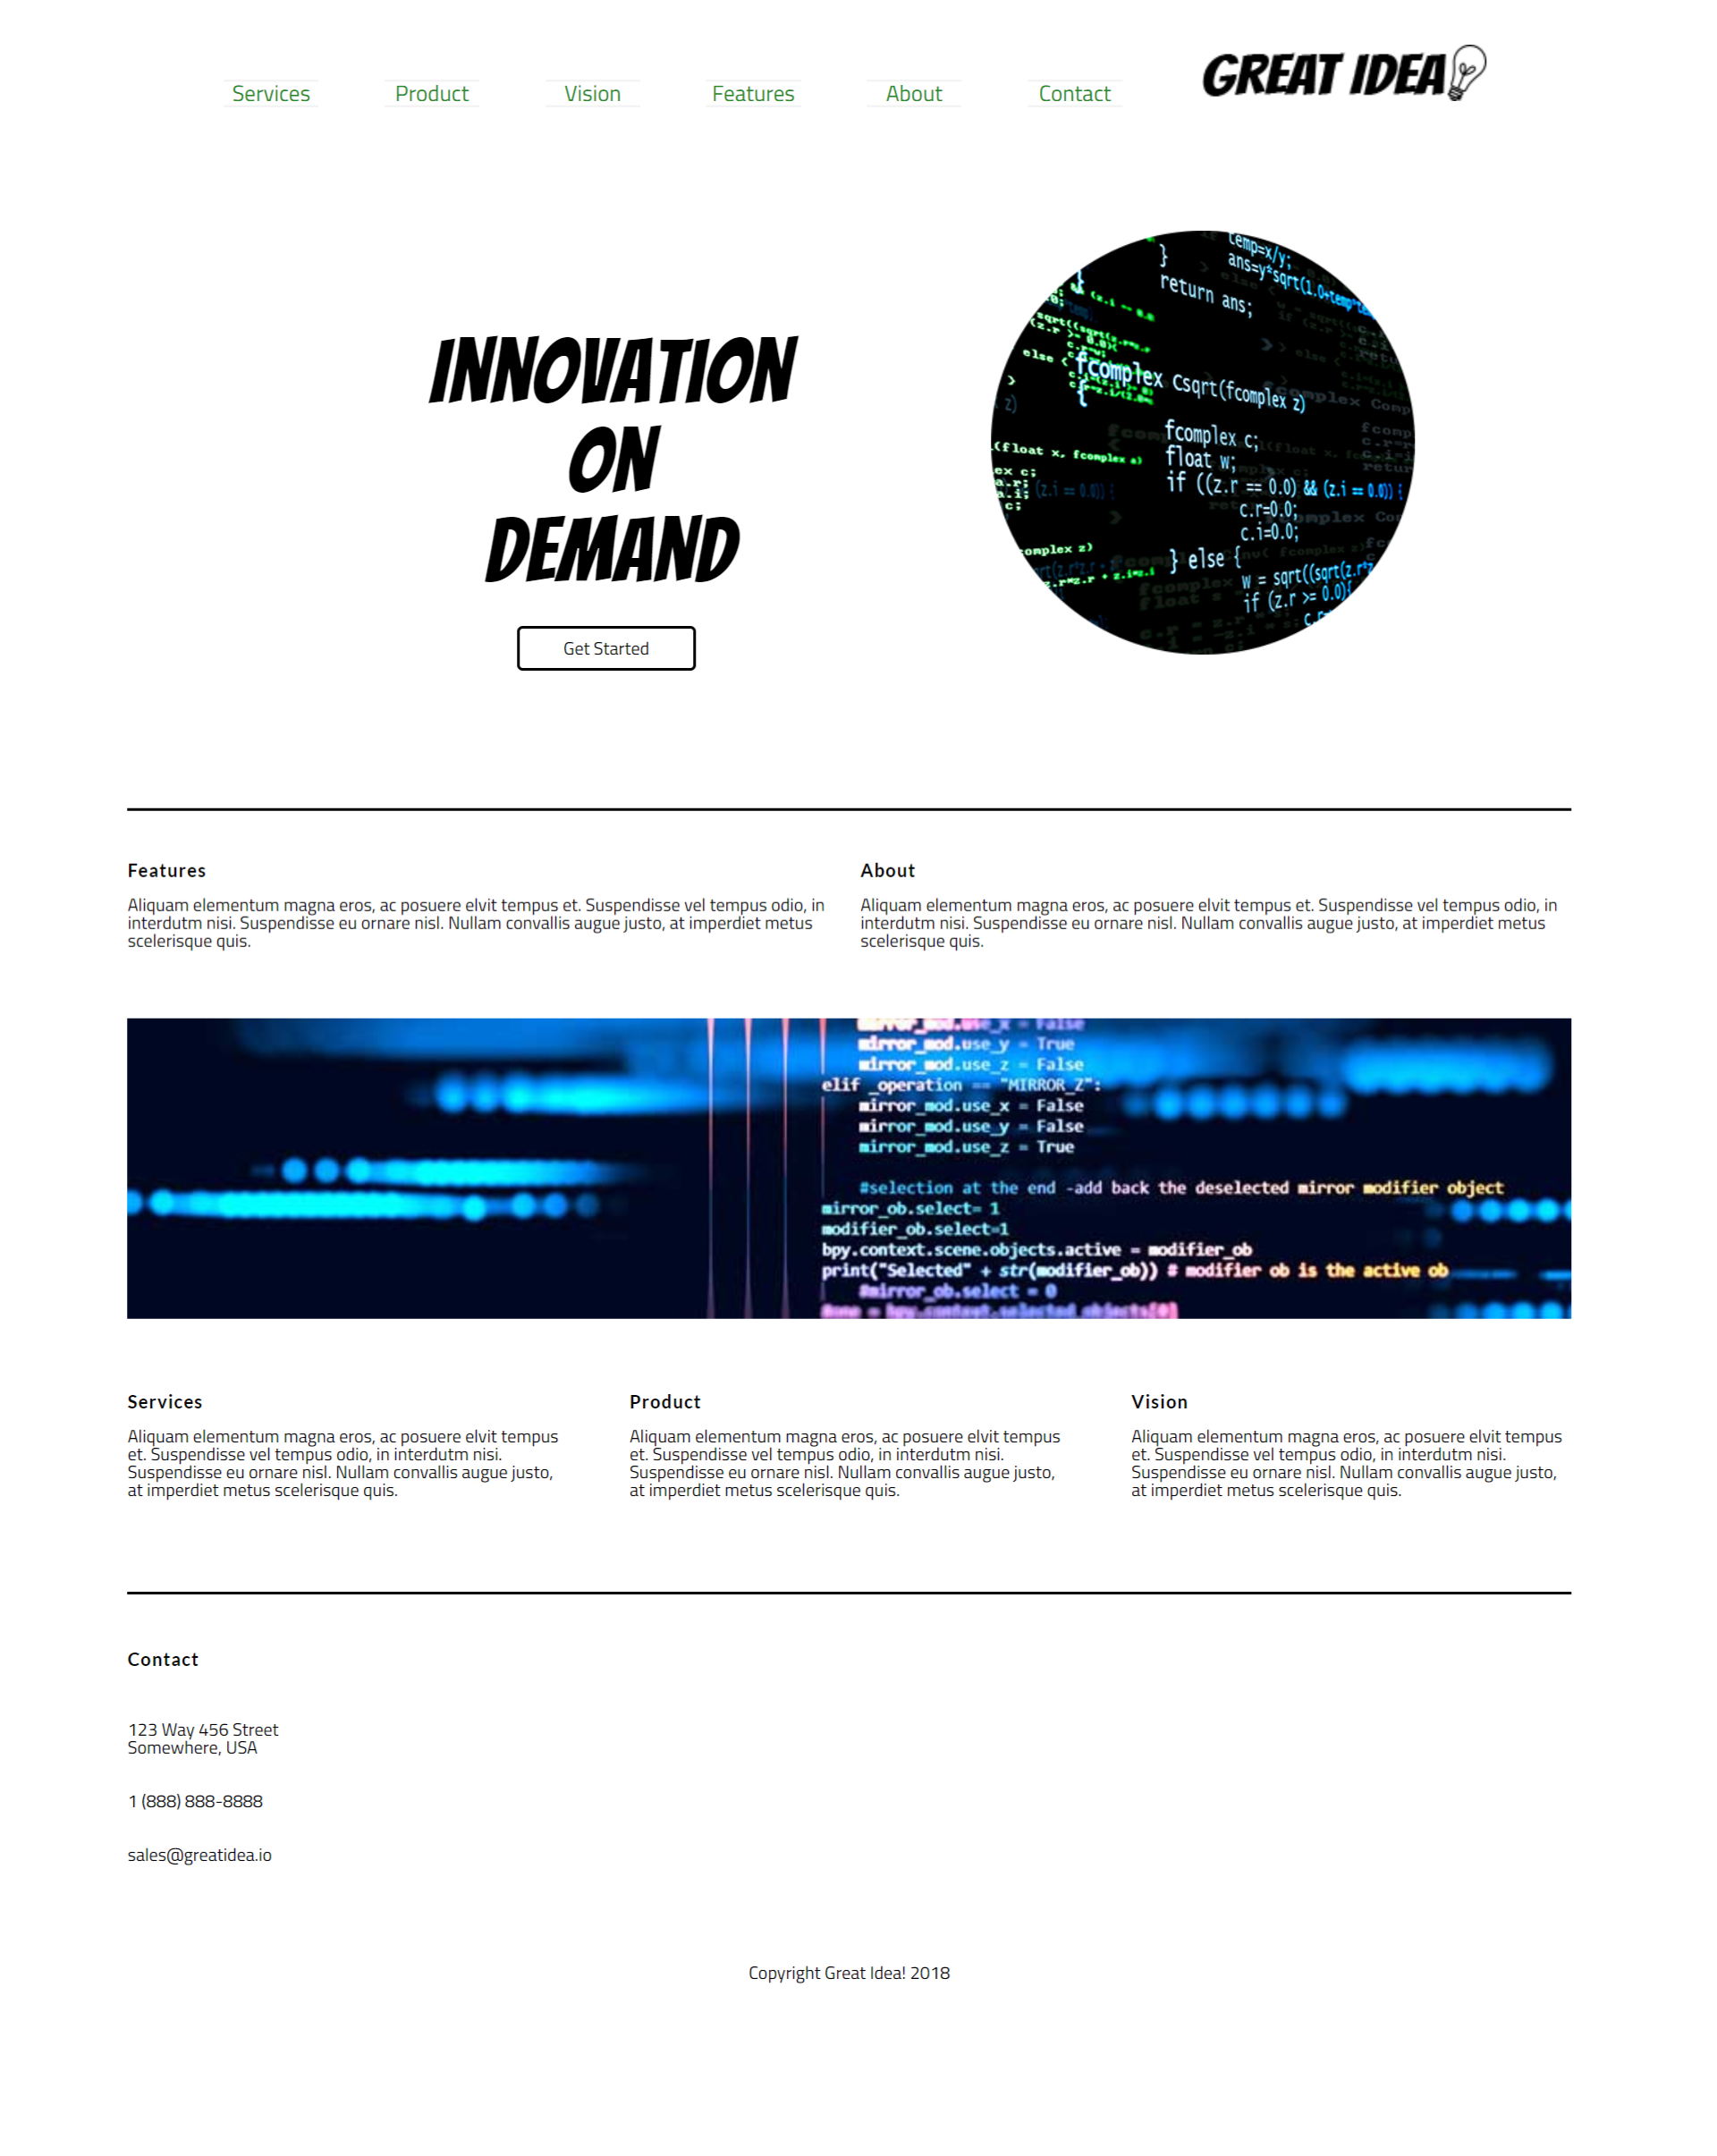 Services Product Vision Features About Contact GREAT IDEA
INNOVATION
ON
DEMAND
Get Started
temp=x/y;
ans=y*sqrt(1.0+temp*te
}
return ans;
fcomplex Csqrt(fcomplex z)
{
fcomplex c;
float w;
if ((z.r == 0.0) && (z.i == 0.0)) {
c.r=0.0;
c.i=0.0;
} else {
w = sqrt((sqrt(z.r*z
if (z.r >= 0.0){
Features
Aliquam elementum magna eros, ac posuere elvit tempus et. Suspendisse vel tempus odio, in
interdutm nisi. Suspendisse eu ornare nisl. Nullam convallis augue justo, at imperdiet metus
scelerisque quis.
About
Aliquam elementum magna eros, ac posuere elvit tempus et. Suspendisse vel tempus odio, in
interdutm nisi. Suspendisse eu ornare nisl. Nullam convallis augue justo, at imperdiet metus
scelerisque quis.
mirror_mod.use_x = False
mirror_mod.use_y = True
mirror_mod.use_z = False
elif _operation == "MIRROR_Z":
mirror_mod.use_x = False
mirror_mod.use_y = False
mirror_mod.use_z = True
#selection at the end -add back the deselected mirror modifier object
mirror_ob.select= 1
modifier_ob.select=1
bpy.context.scene.objects.active = modifier_ob
print("Selected" + str(modifier_ob)) # modifier ob is the active ob
#mirror_ob.select = 0
= bpy.context.selected_objects[0]
Services
Aliquam elementum magna eros, ac posuere elvit tempus
et. Suspendisse vel tempus odio, in interdutm nisi.
Suspendisse eu ornare nisl. Nullam convallis augue justo,
at imperdiet metus scelerisque quis.
Product
Aliquam elementum magna eros, ac posuere elvit tempus
et. Suspendisse vel tempus odio, in interdutm nisi.
Suspendisse eu ornare nisl. Nullam convallis augue justo,
at imperdiet metus scelerisque quis.
Vision
Aliquam elementum magna eros, ac posuere elvit tempus
et. Suspendisse vel tempus odio, in interdutm nisi.
Suspendisse eu ornare nisl. Nullam convallis augue justo,
at imperdiet metus scelerisque quis.
Contact
123 Way 456 Street
Somewhere, USA
1 (888) 888-8888
sales@greatidea.io
Copyright Great Idea! 2018